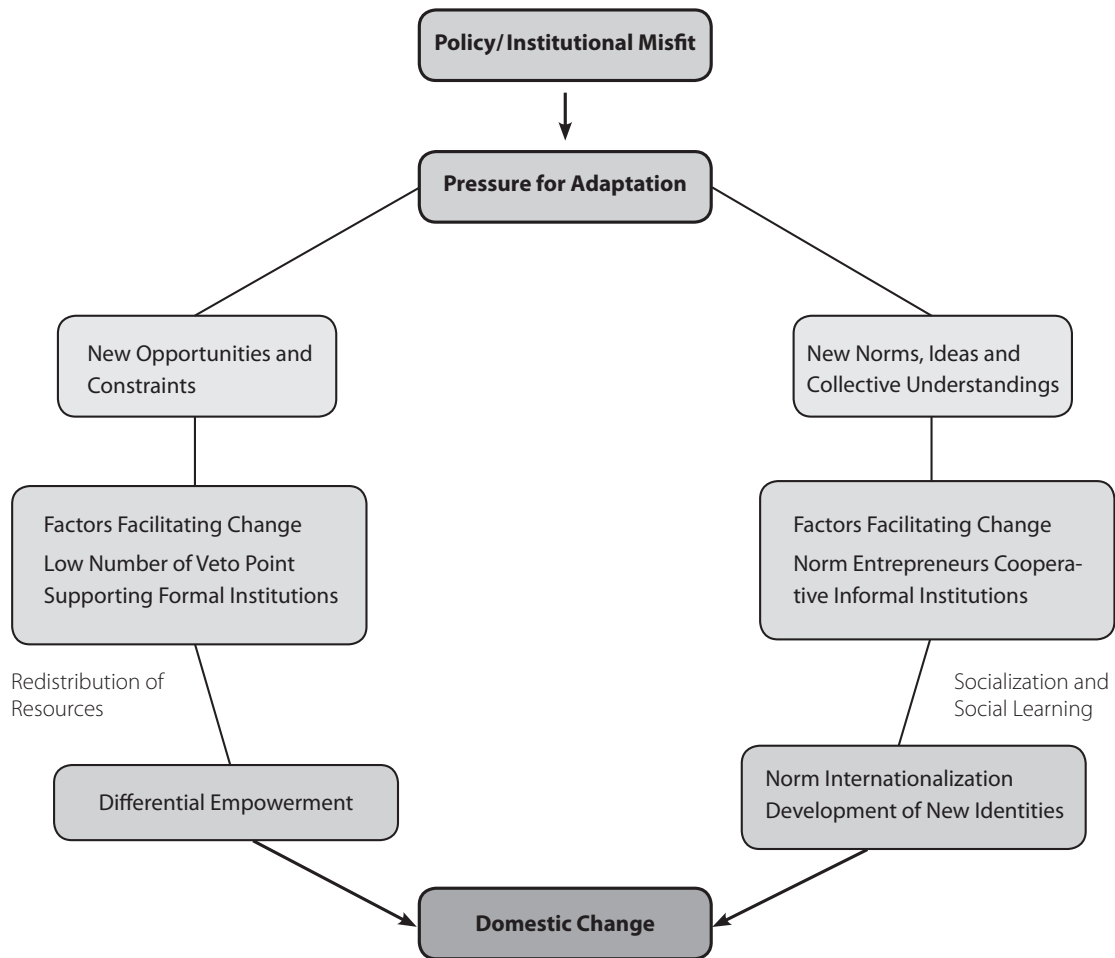 Policy/Institutional Misfit
Pressure for Adaptation
New Opportunities and
Constraints
New Norms, Ideas and
Collective Understandings
Factors Facilitating Change
Low Number of Veto Point
Supporting Formal Institutions
Factors Facilitating Change
Norm Entrepreneurs Coopera-
tive Informal Institutions
Redistribution of
Resources
Socialization and
Social Learning
Differential Empowerment
Norm Internationalization
Development of New Identities
Domestic Change